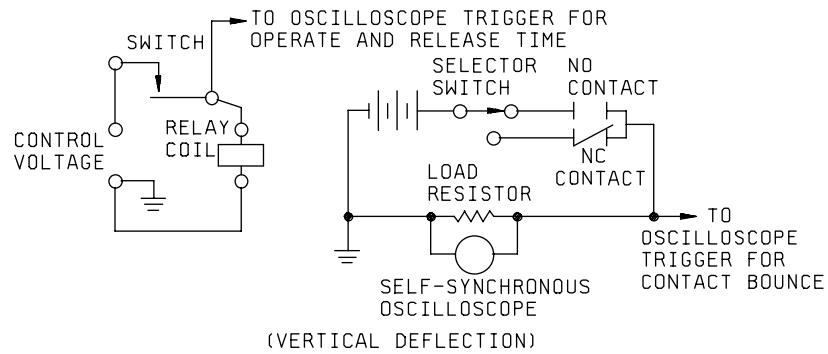 TO OSCILLOSCOPE TRIGGER FOR
OPERATE AND RELEASE TIME
SWITCH
SELECTOR
SWITCH
NO
CONTACT
CONTROL
VOLTAGE
RELAY
COIL
NC
CONTACT
LOAD
RESISTOR
TO
OSCILLOSCOPE
TRIGGER FOR
CONTACT BOUNCE
SELF-SYNCHRONOUS
OSCILLOSCOPE
(VERTICAL DEFLECTION)